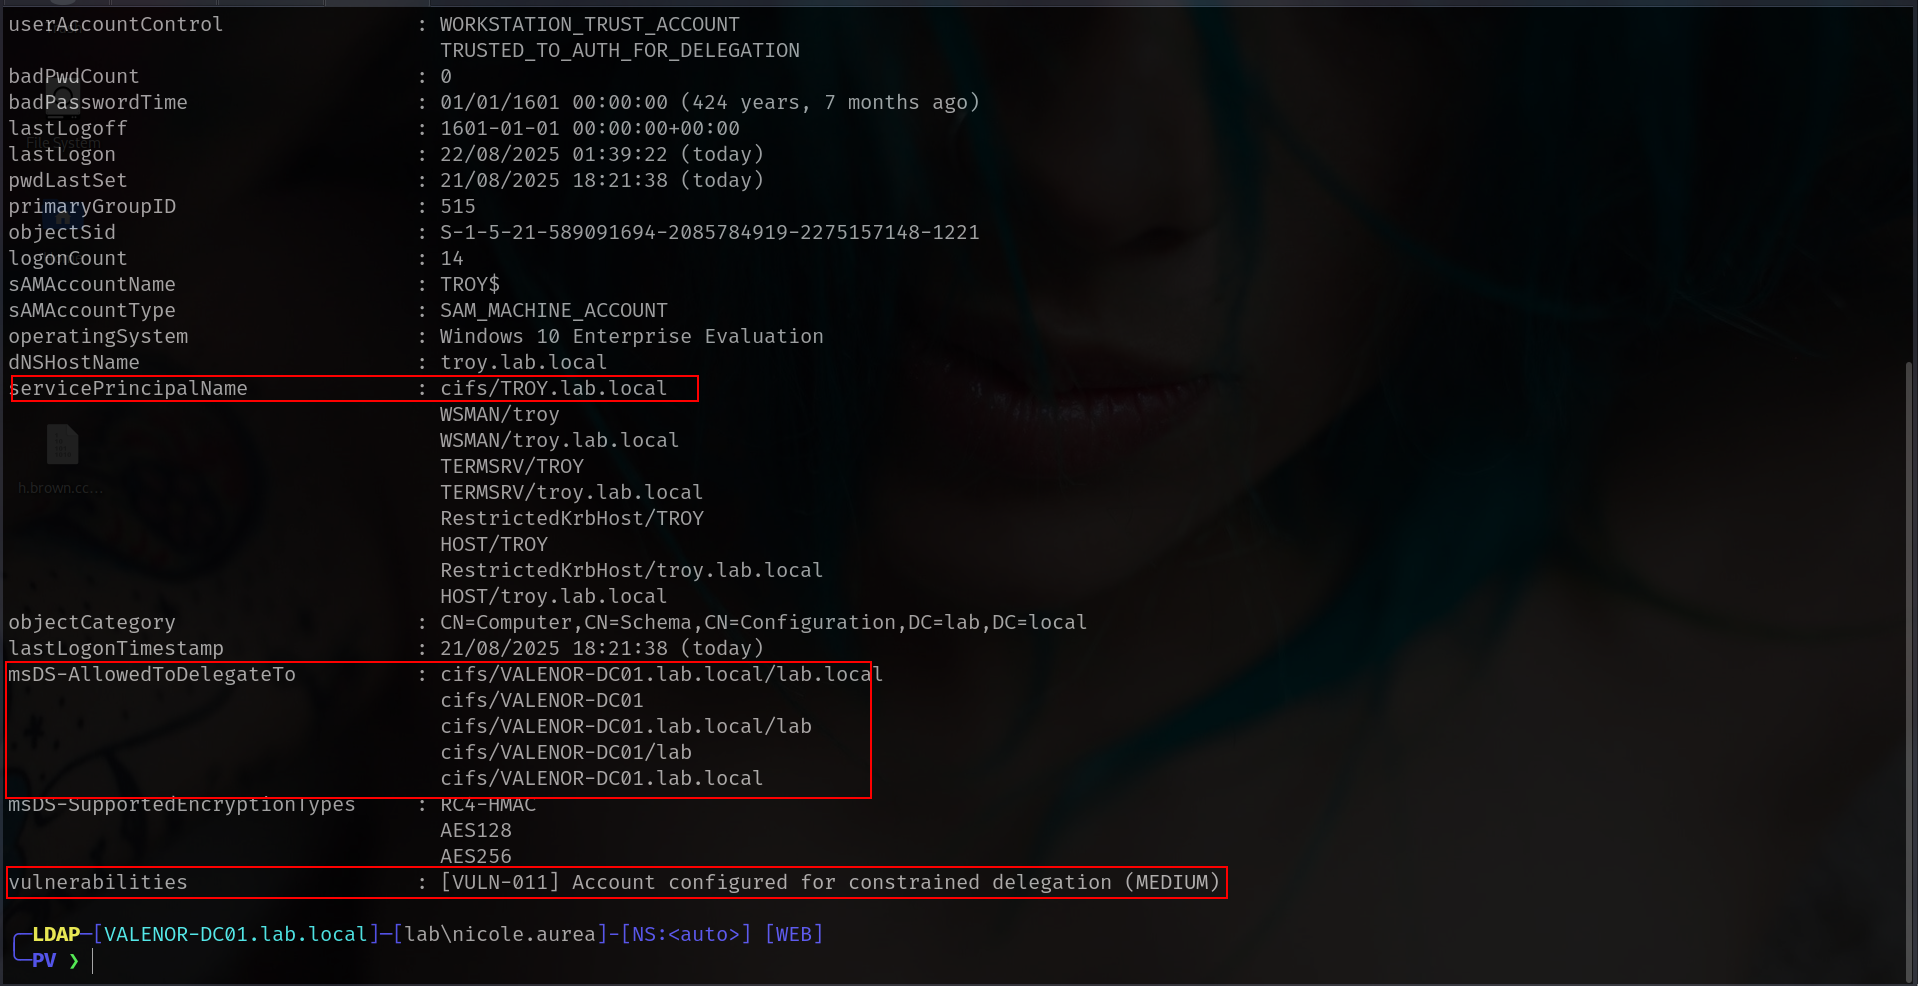 userAccountControl : WORKSTATION_TRUST_ACCOUNT
TRUSTED_TO_AUTH_FOR_DELEGATION
badPwdCount : 0
badPasswordTime : 01/01/1601 00:00:00 (424 years, 7 months ago)
lastLogoff : 1601-01-01 00:00:00+00:00
File System
lastLogon : 22/08/2025 01:39:22 (today)
pwdLastSet : 21/08/2025 18:21:38 (today)
primaryGroupID : 515
objectSid : S-1-5-21-589091694-2085784919-2275157148-1221
logonCount : 14
sAMAccountName : TROY$
sAMAccountType : SAM_MACHINE_ACCOUNT
operatingSystem : Windows 10 Enterprise Evaluation
dNSHostName : troy.lab.local
servicePrincipalName : cifs/TROY.lab.local
WSMAN/troy
WSMAN/troy.lab.local
TERMSRV/TROY
h.brown.cc...
TERMSRV/troy.lab.local
RestrictedKrbHost/TROY
HOST/TROY
RestrictedKrbHost/troy.lab.local
HOST/troy.lab.local
objectCategory : CN=Computer,CN=Schema,CN=Configuration,DC=lab,DC=local
lastLogonTimestamp : 21/08/2025 18:21:38 (today)
msDS-AllowedToDelegateTo : cifs/VALENOR-DC01.lab.local/lab.local
cifs/VALENOR-DC01
cifs/VALENOR-DC01.lab.local/lab
cifs/VALENOR-DC01/lab
cifs/VALENOR-DC01.lab.local
msDS-SupportedEncryptionTypes : RC4-HMAC
AES128
AES256
vulnerabilities : [VULN-011] Account configured for constrained delegation (MEDIUM)
╭─LDAP─[VALENOR-DC01.lab.local]─[lab\nicole.aurea]-[NS:<auto>] [WEB]
╰─PV ❯